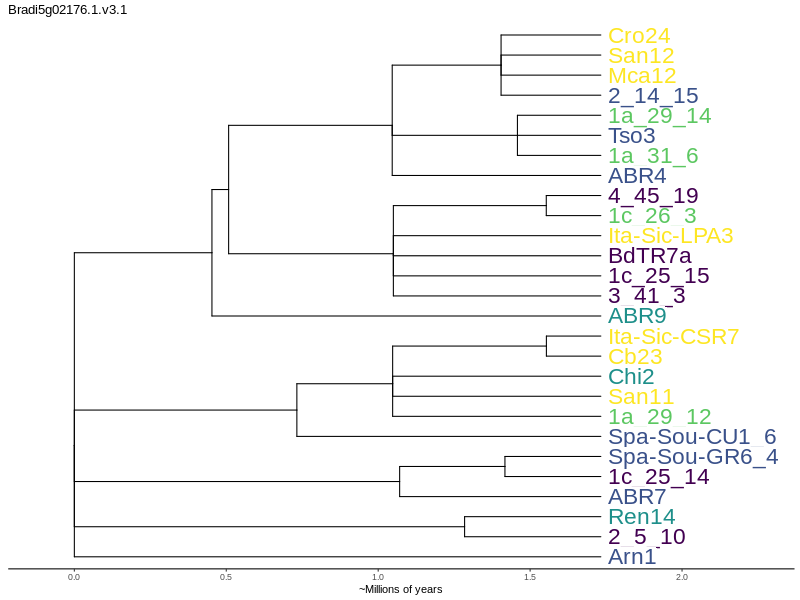 Bradi5g02176.1.v3.1
Cro24
San12
Mca12
2_14_15
1a_29_14
Tso3
1a_31_6
ABR4
4_45_19
1c_26_3
Ita-Sic-LPA3
BdTR7a
1c_25_15
3_41_3
ABR9
Ita-Sic-CSR7
Cb23
Chi2
San11
1a_29_12
Spa-Sou-CU1_6
Spa-Sou-GR6_4
1c_25_14
ABR7
Ren14
2_5_10
Arn1
0.0 0.5 1.0 1.5 2.0
~Millions of years